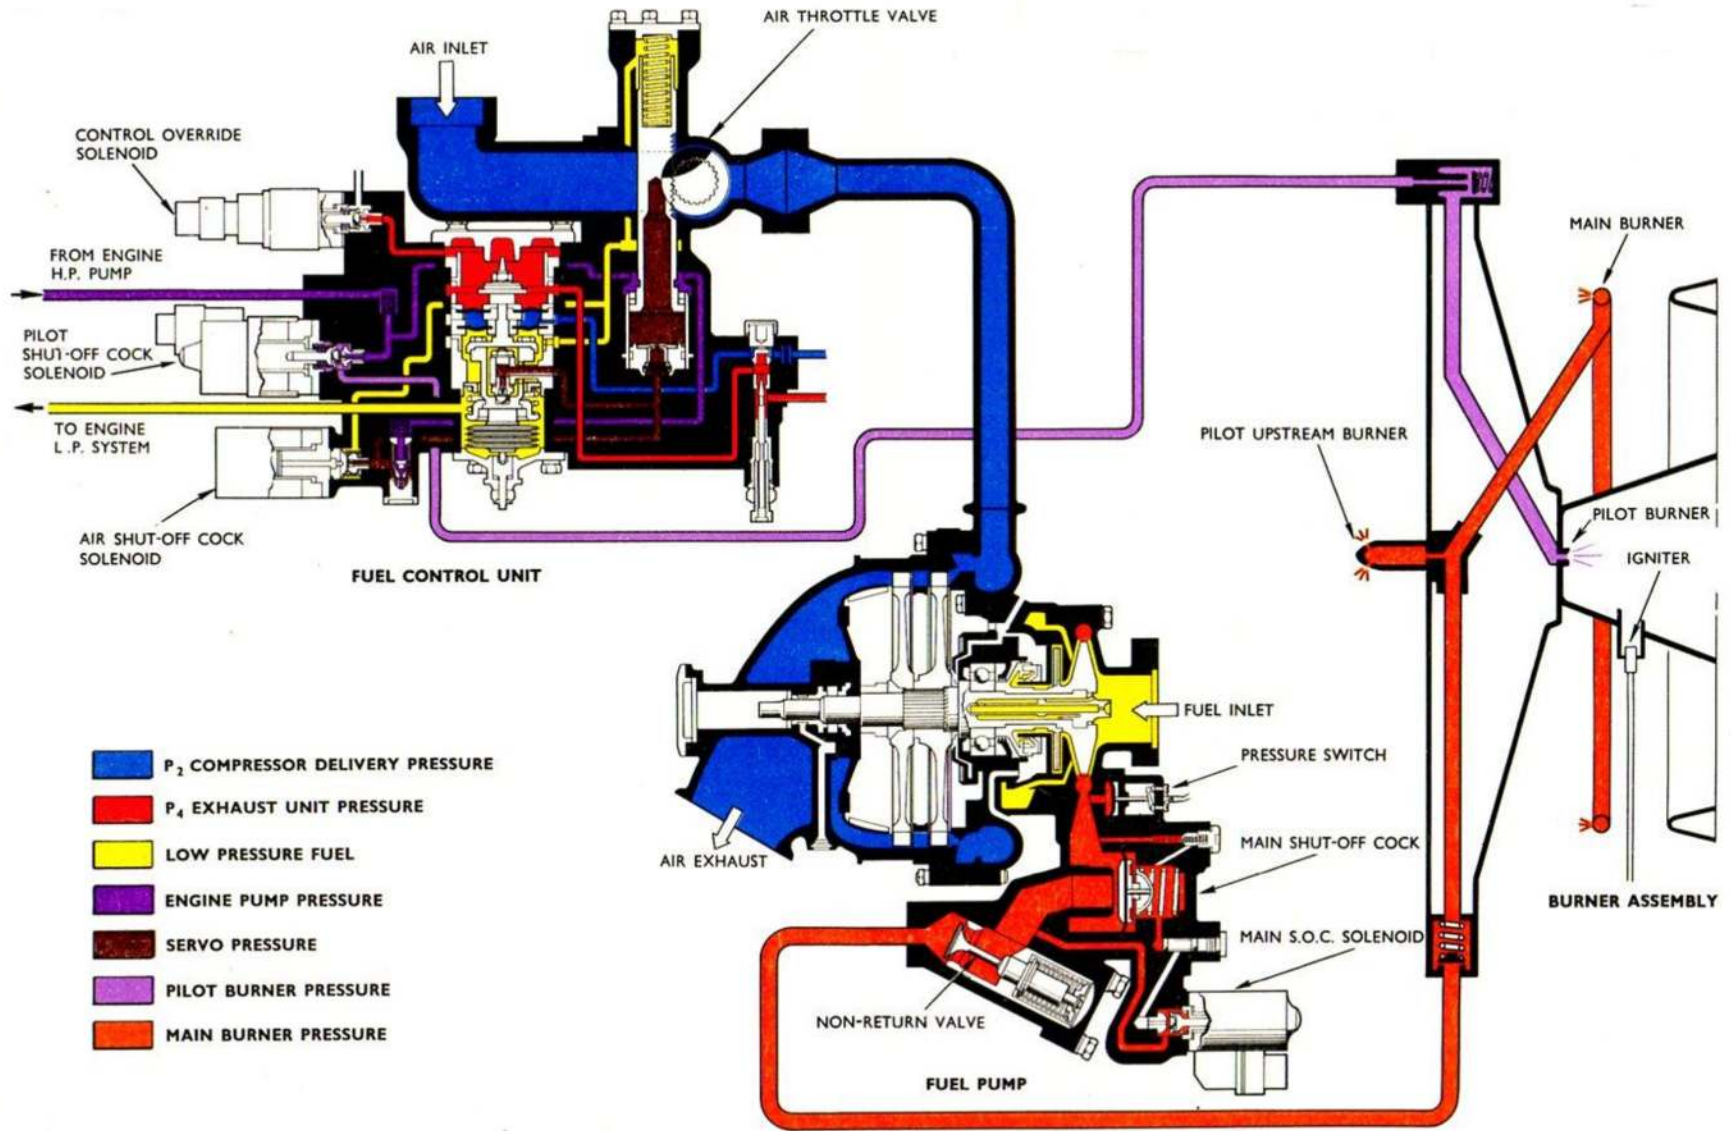 AIR THROTTLE VALVE
AIR INLET
CONTROL OVERRIDE
SOLENOID
FROM ENGINE
H.P. PUMP
PILOT
SHUT-OFF COCK
SOLENOID
TO ENGINE
L.P. SYSTEM
AIR SHUT-OFF COCK
SOLENOID
FUEL CONTROL UNIT
MAIN BURNER
PILOT UPSTREAM BURNER
PILOT BURNER
IGNITER
BURNER ASSEMBLY
FUEL INLET
PRESSURE SWITCH
MAIN SHUT-OFF COCK
MAIN S.O.C. SOLENOID
AIR EXHAUST
NON-RETURN VALVE
FUEL PUMP
P₂ COMPRESSOR DELIVERY PRESSURE
P₄ EXHAUST UNIT PRESSURE
LOW PRESSURE FUEL
ENGINE PUMP PRESSURE
SERVO PRESSURE
PILOT BURNER PRESSURE
MAIN BURNER PRESSURE